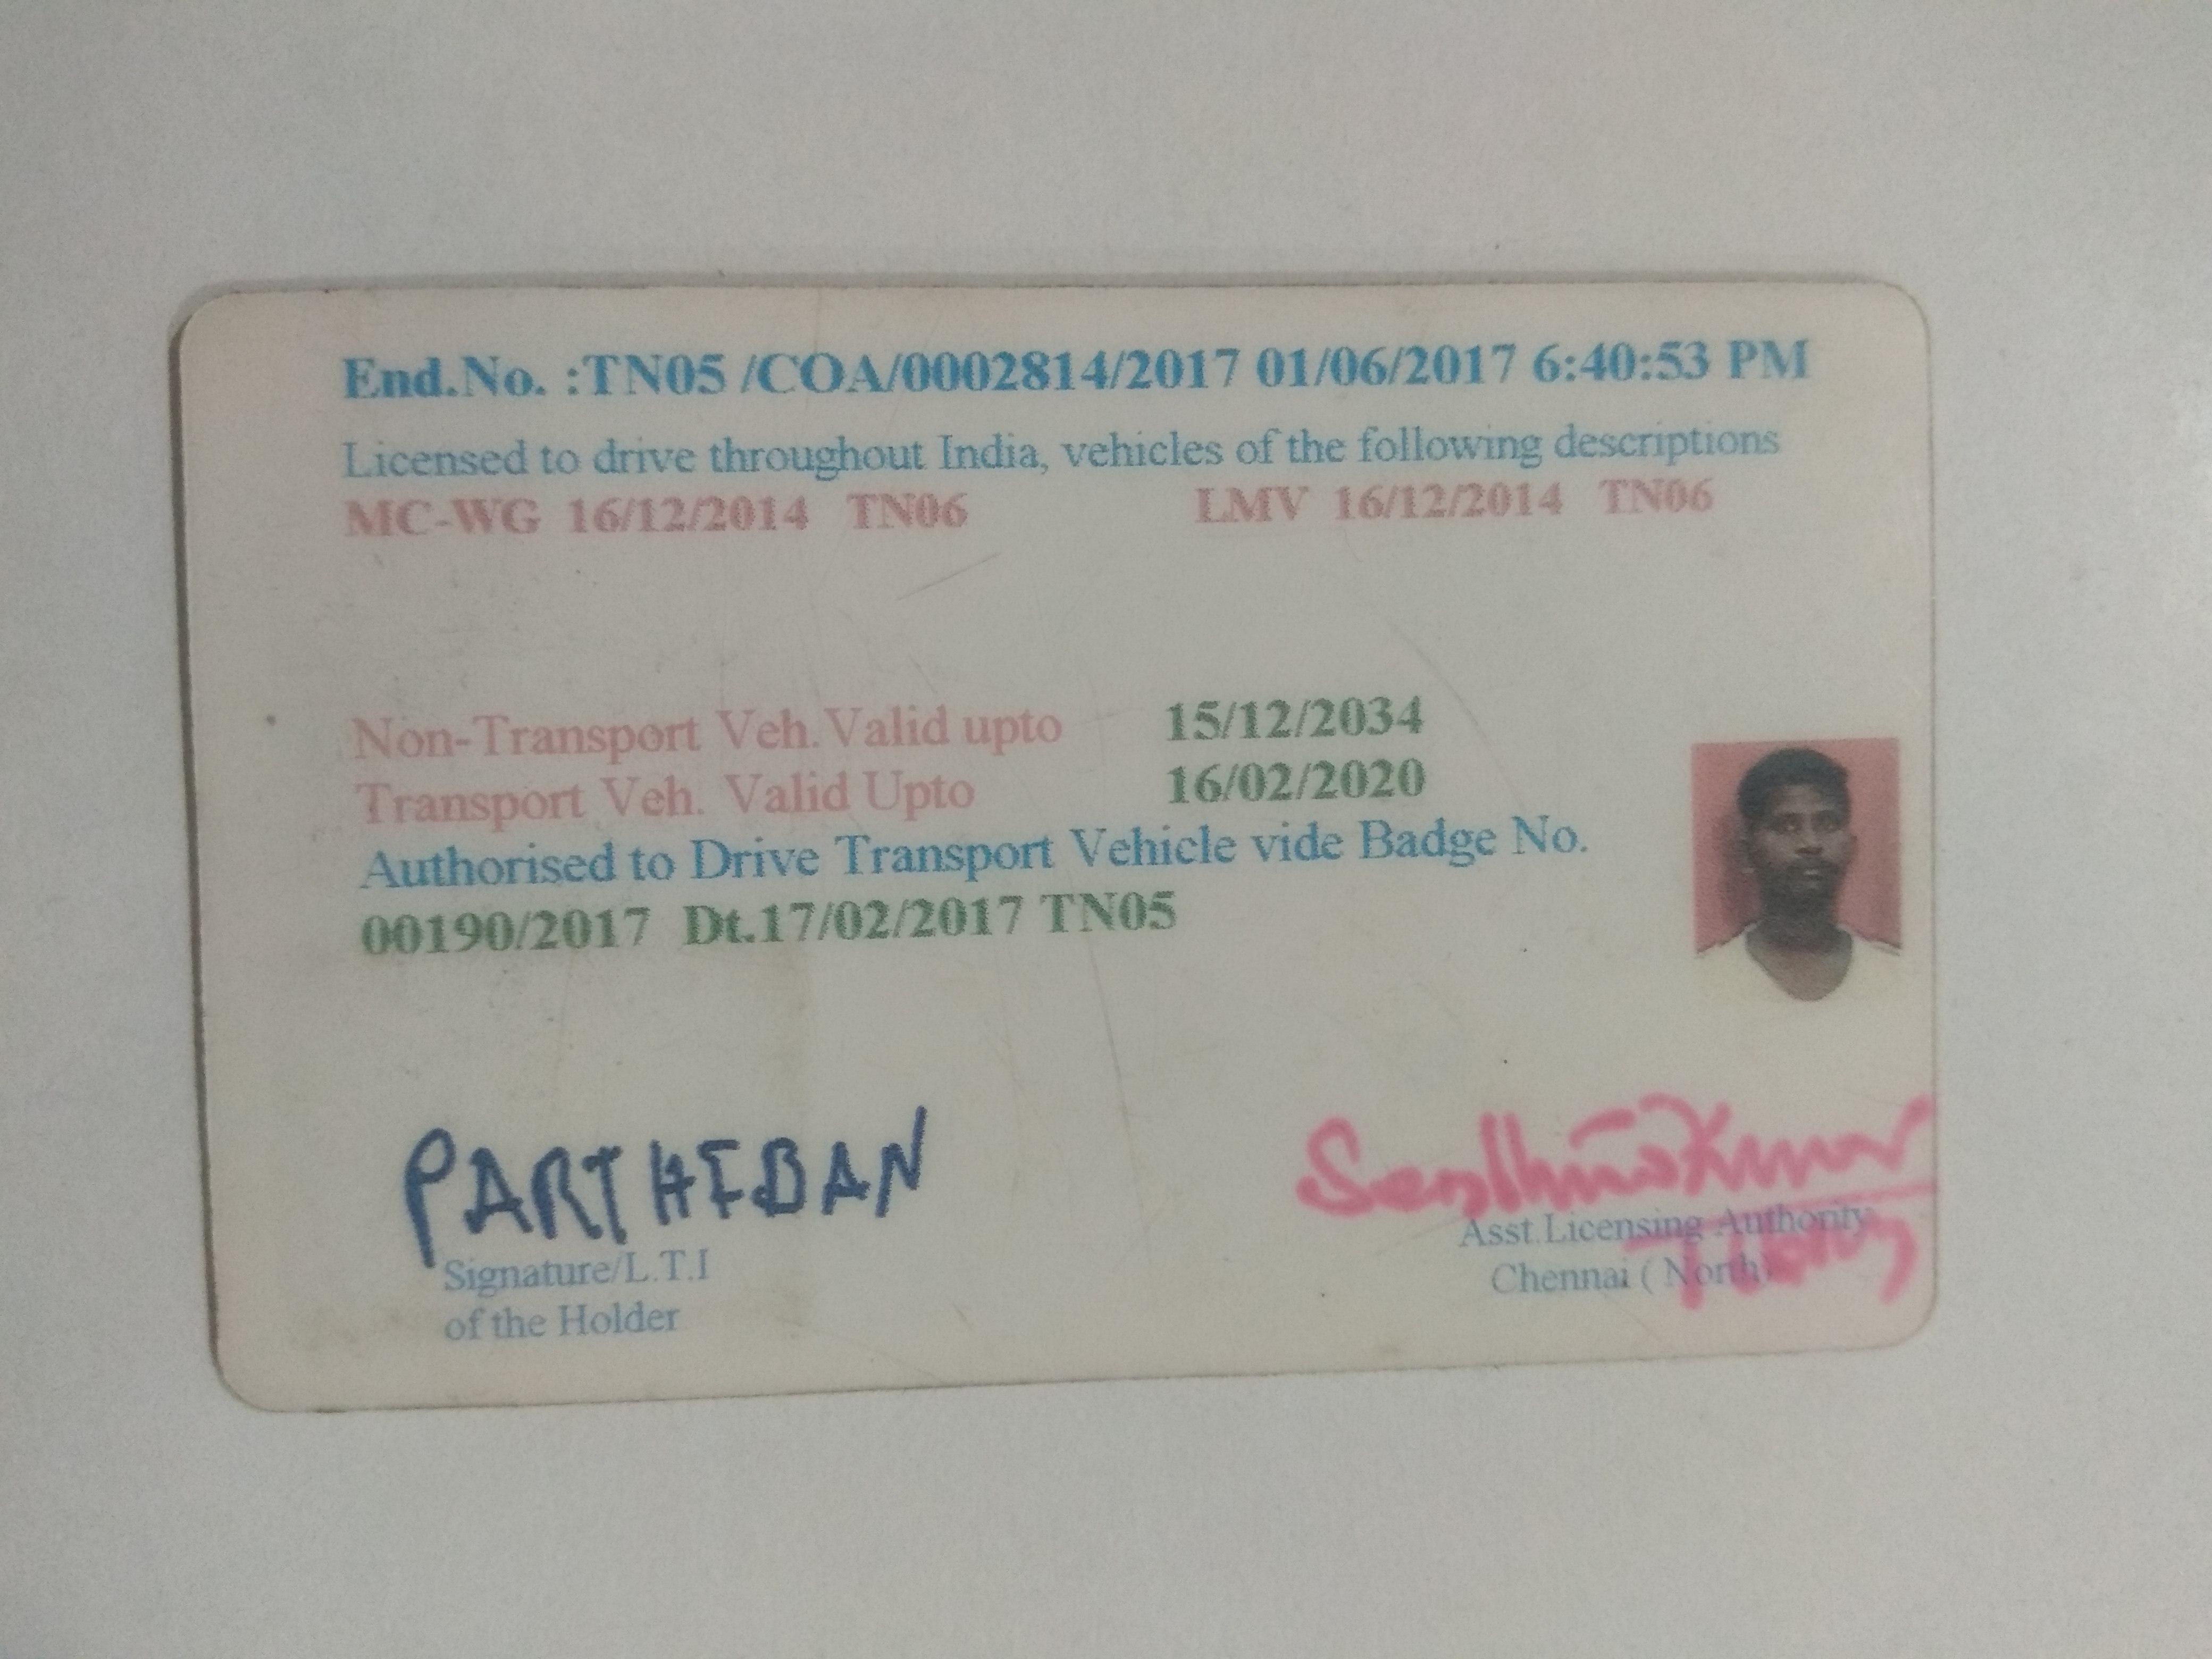 End.No. :TN05 /COA/0002814/2017 01/06/2017 6:40:53 PM
Licensed to drive throughout India, vehicles of the following descriptions
MC-WG 16/12/2014 TN06 LMV 16/12/2014 TN06
Non-Transport Veh.Valid upto 15/12/2034
Transport Veh. Valid Upto 16/02/2020
Authorised to Drive Transport Vehicle vide Badge No.
00190/2017 Dt.17/02/2017 TN05
PARTHEBAN
Signature/L.T.I
of the Holder
Asst.Licensing Authority
Chennai ( North)